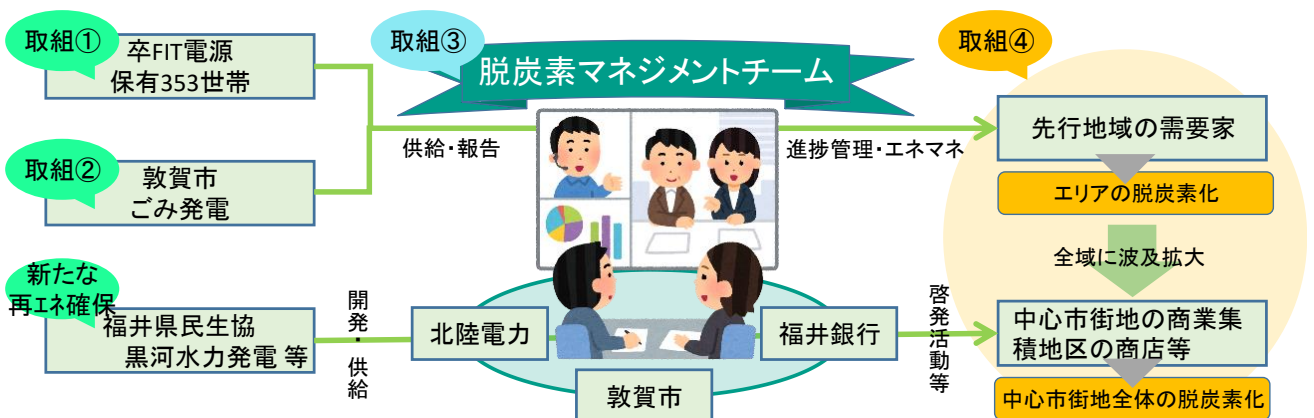 取組①
卒FIT電源
保有353世帯
取組②
敦賀市
ごみ発電
新たな
再エネ確保
福井県民生協
黒河水力発電 等
供給・報告
開発・供給
取組③
脱炭素マネジメントチーム
北陸電力
福井銀行
敦賀市
進捗管理・エネマネ
啓発活動等
取組④
先行地域の需要家
エリアの脱炭素化
全域に波及拡大
中心市街地の商業集
積地区の商店等
中心市街地全体の脱炭素化